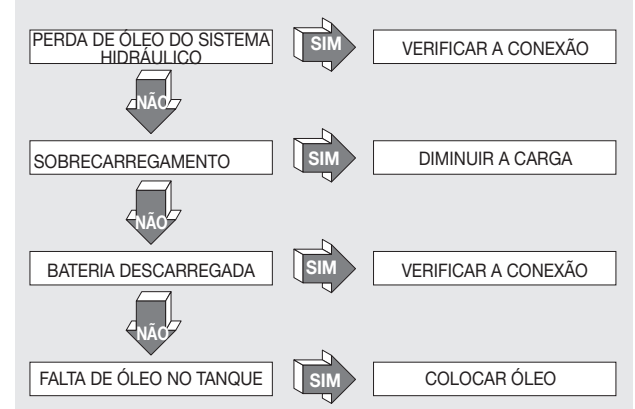 PERDA DE ÓLEO DO SISTEMA
HIDRÁULICO
SIM
VERIFICAR A CONEXÃO
NÃO
SOBRECARREGAMENTO
SIM
DIMINUIR A CARGA
NÃO
BATERIA DESCARREGADA
SIM
VERIFICAR A CONEXÃO
NÃO
FALTA DE ÓLEO NO TANQUE
SIM
COLOCAR ÓLEO